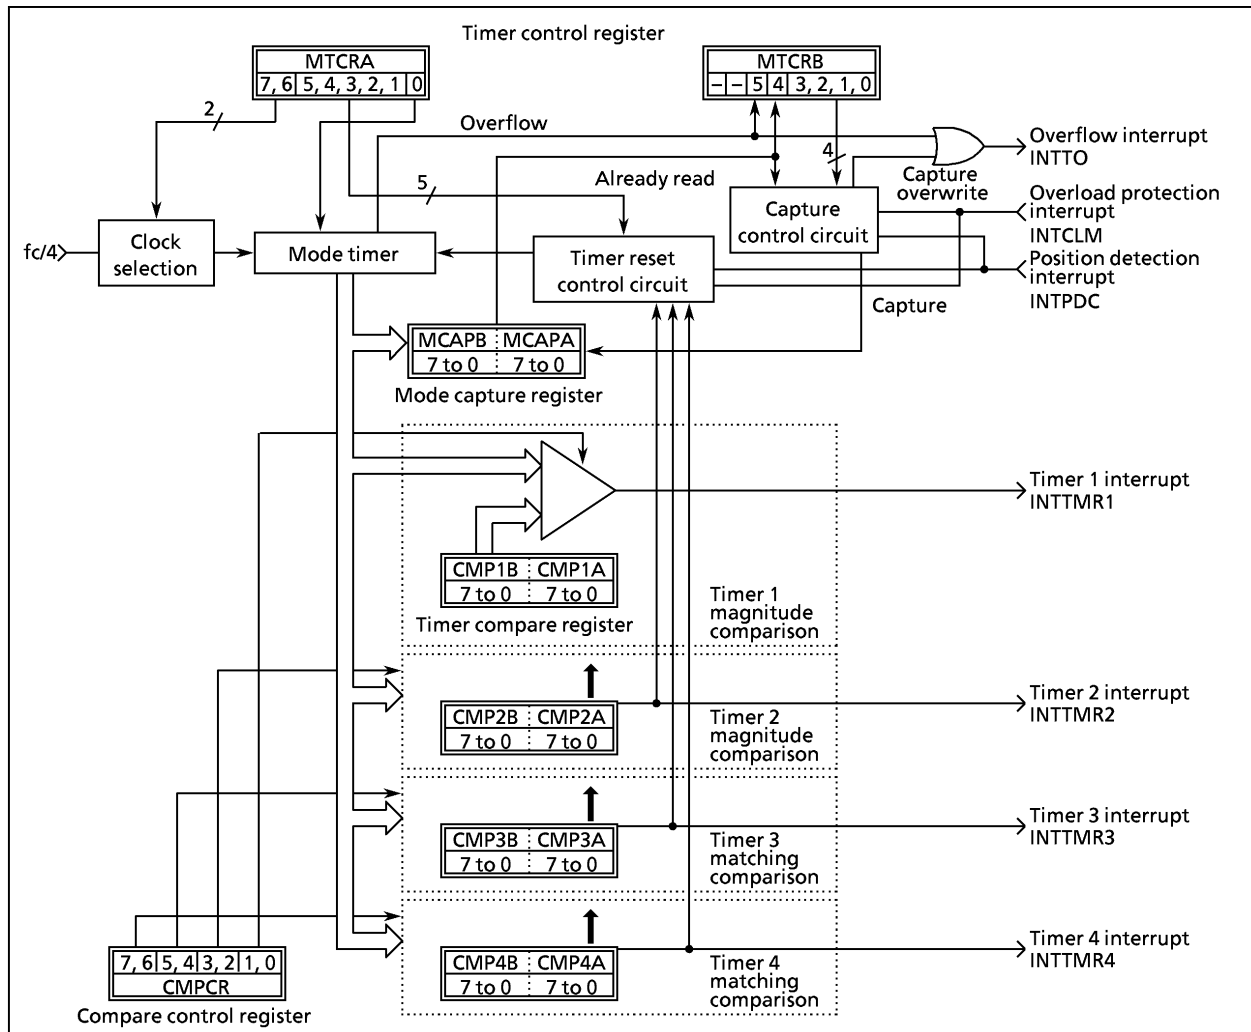 Timer control register
MTCRA
7, 6 5, 4, 3, 2, 1 0
MTCRB
– – 5 4 3, 2, 1, 0
2
Overflow
4
Overflow interrupt
INTTO
5
Already read
Capture
overwrite
Overload protection
interrupt
INTCLM
fc/4
Clock
selection
Mode timer
Timer reset
control circuit
Capture
control circuit
Position detection
interrupt
INTPDC
Capture
MCAPB MCAPA
7 to 0 7 to 0
Mode capture register
Timer 1 interrupt
INTTMR1
CMP1B CMP1A
7 to 0 7 to 0
Timer compare register
Timer 1
magnitude
comparison
CMP2B CMP2A
7 to 0 7 to 0
Timer 2
magnitude
comparison
Timer 2 interrupt
INTTMR2
CMP3B CMP3A
7 to 0 7 to 0
Timer 3
matching
comparison
Timer 3 interrupt
INTTMR3
CMP4B CMP4A
7 to 0 7 to 0
Timer 4
matching
comparison
Timer 4 interrupt
INTTMR4
7, 6 5, 4 3, 2 1, 0
CMPCR
Compare control register